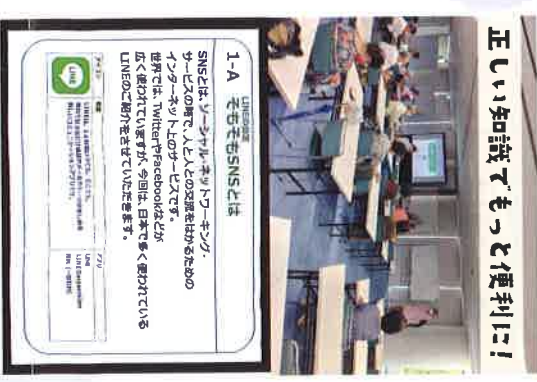 正しい知識でもっと便利に!
LINEの設定
1-A そもそもSNSとは
SNSとは、ソーシャル・ネットワーキング・
サービスの略で、人と人との交流をはかるための
インターネット上のサービスです。
世界では、TwitterやFacebookなどが
広く使われていますが、今回は、日本で多く使われている
LINEのご紹介をさせていただきます。
LINE
アプリ